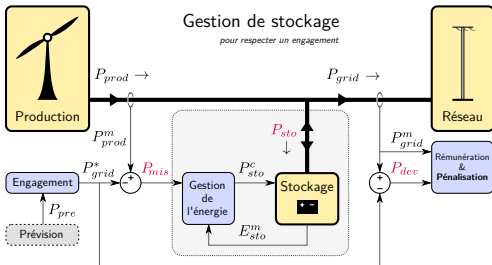 Gestion de stockage
pour respecter un engagement
P_prod →
P_grid →
Production
Réseau
P^m_prod
P_sto
↓
P^m_grid
P^*_grid
P_mis
P^c_sto
P_dev
Engagement
− +
Gestion
de
l'énergie
Stockage
+
−
Rémunération
&
Pénalisation
P_pre
E^m_sto
Prévision